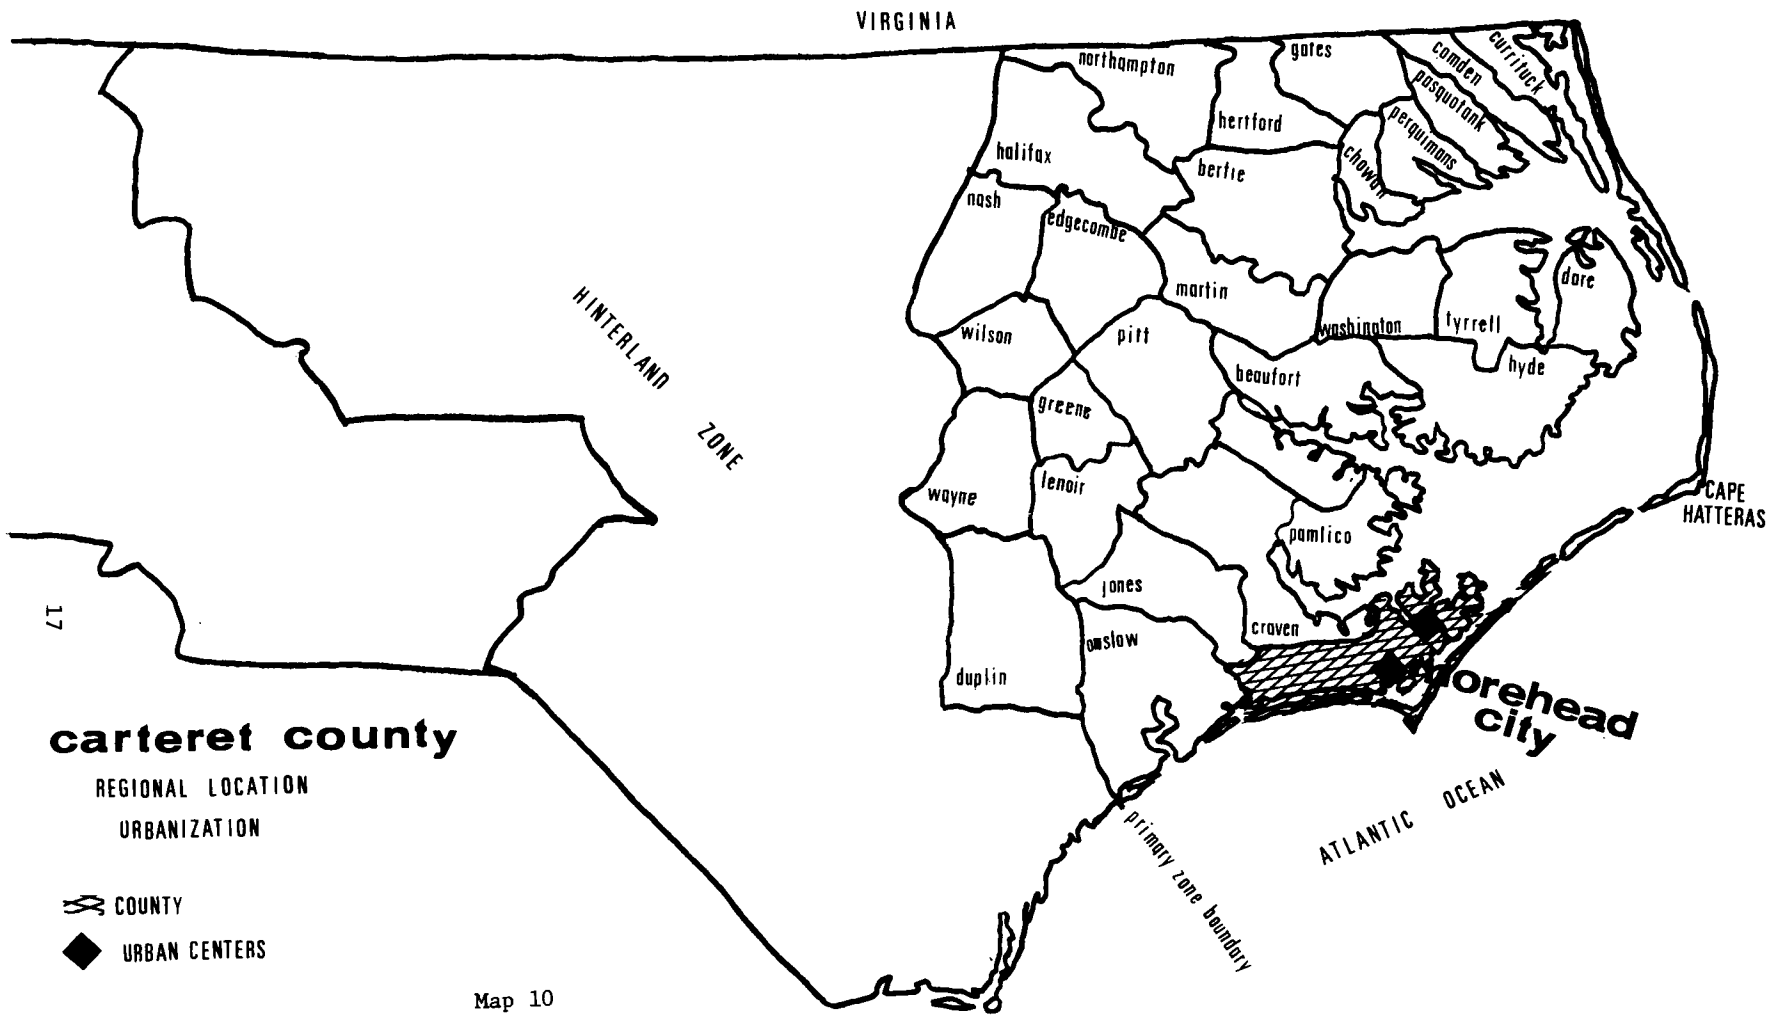 VIRGINIA
northampton
gates
camden
currituck
pasquotank
perquimans
hertford
chowan
halifax
bertie
nash
edgecombe
martin
dare
washington
tyrrell
hyde
wilson
pitt
beaufort
greene
HINTERLAND
ZONE
wayne
lenoir
CAPE
HATTERAS
pamlico
jones
craven
onslow
duplin
morehead
city
17
carteret county
REGIONAL LOCATION
URBANIZATION
COUNTY
URBAN CENTERS
ATLANTIC OCEAN
primary zone boundary
Map 10